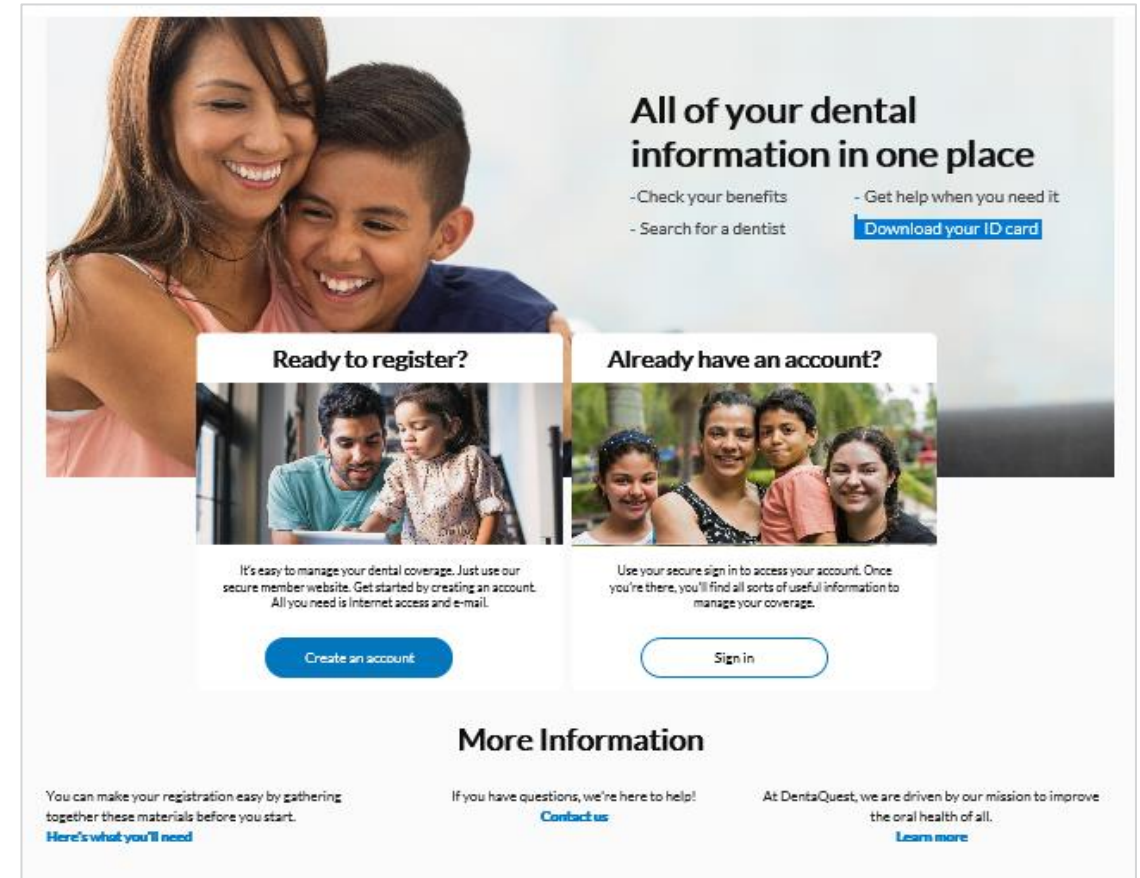 All of your dental
information in one place
-Check your benefits
- Get help when you need it
- Search for a dentist
- Download your ID card
Ready to register?
It's easy to manage your dental coverage. Just use our
secure member website. Get started by creating an account.
All you need is Internet access and e-mail.
Create an account
Already have an account?
Use your secure sign in to access your account. Once
you're there, you'll find all sorts of useful information to
manage your coverage.
Sign in
More Information
You can make your registration easy by gathering
together these materials before you start.
Here's what you'll need
If you have questions, we're here to help!
Contact us
At DentaQuest, we are driven by our mission to improve
the oral health of all.
Learn more